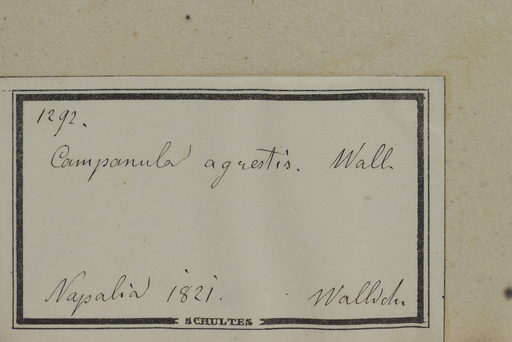 1292.
Campanula agrestis. Wall.
Napalia 1821. Wallich
SCHULTES